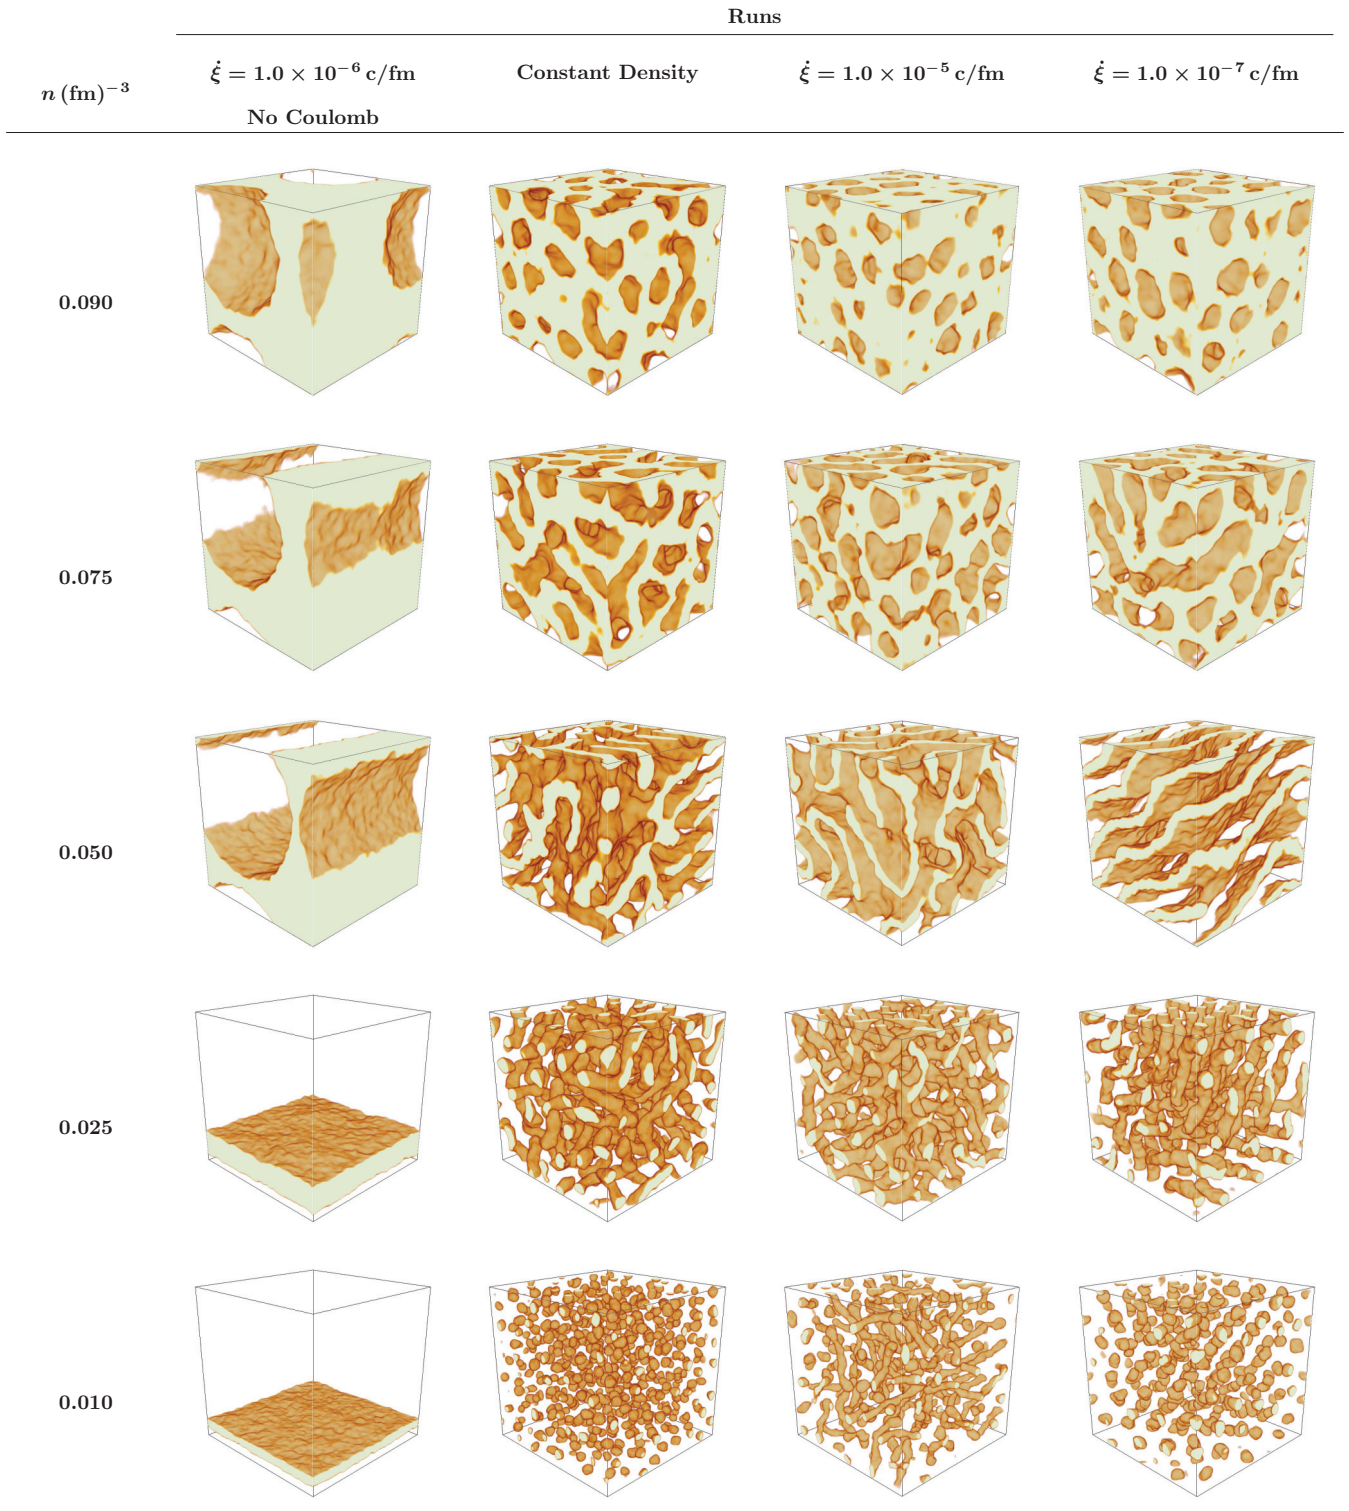 Runs
n (fm)⁻³ ξ̇ = 1.0 × 10⁻⁶ c/fm Constant Density ξ̇ = 1.0 × 10⁻⁵ c/fm ξ̇ = 1.0 × 10⁻⁷ c/fm
No Coulomb
0.090
0.075
0.050
0.025
0.010